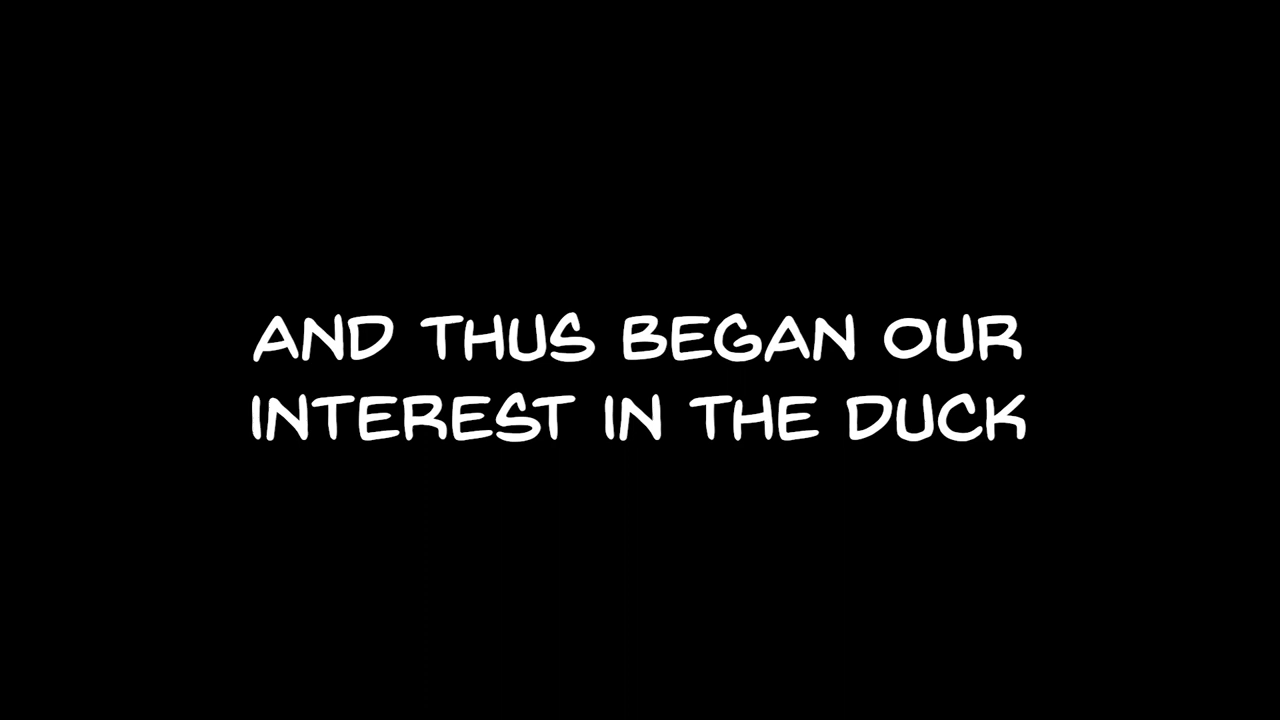 AND THUS BEGAN OUR
INTEREST IN THE DUCK